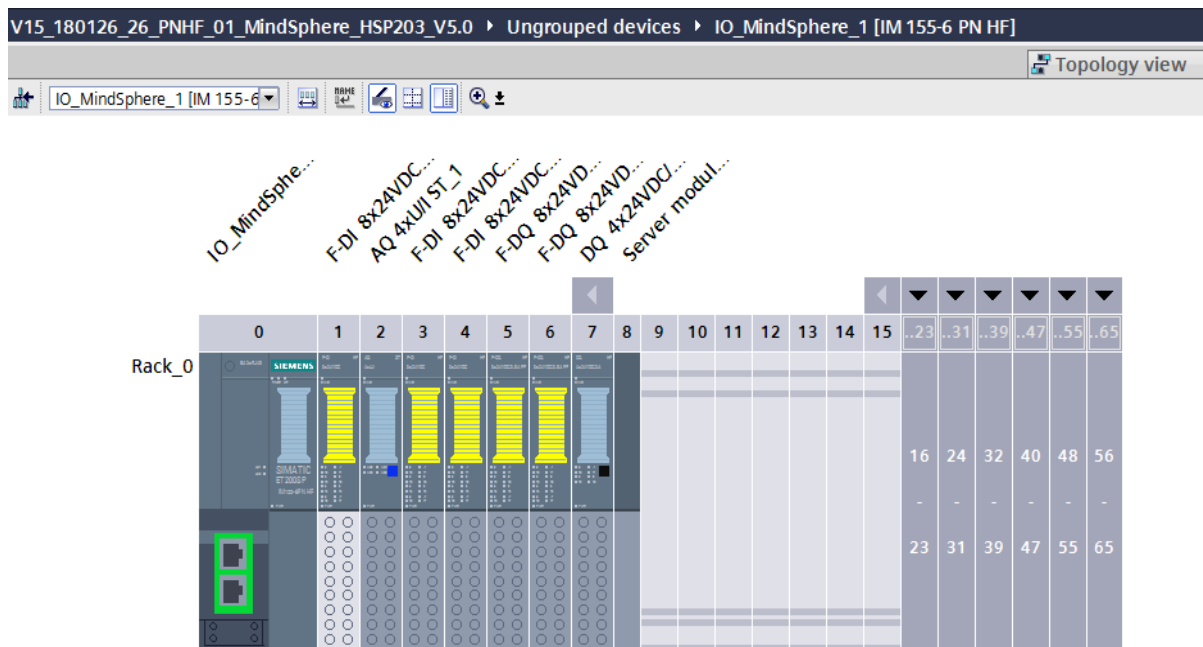 V15_180126_26_PNHF_01_MindSphere_HSP203_V5.0 ▸ Ungrouped devices ▸ IO_MindSphere_1 [IM 155-6 PN HF]
Topology view
IO_MindSphere_1 [IM 155-6
IO_MindSphe...
F-DI 8x24VDC...
AQ 4xU/I ST_1
F-DI 8x24VDC...
F-DI 8x24VDC...
F-DQ 8x24VD...
F-DQ 8x24VD...
DQ 4x24VDC/...
Server modul...
0 1 2 3 4 5 6 7 8 9 10 11 12 13 14 15 ..23 ..31 ..39 ..47 ..55 ..65
Rack_0
SIEMENS
SIMATIC
ET 200SP
16 24 32 40 48 56
- - - - - -
23 31 39 47 55 65